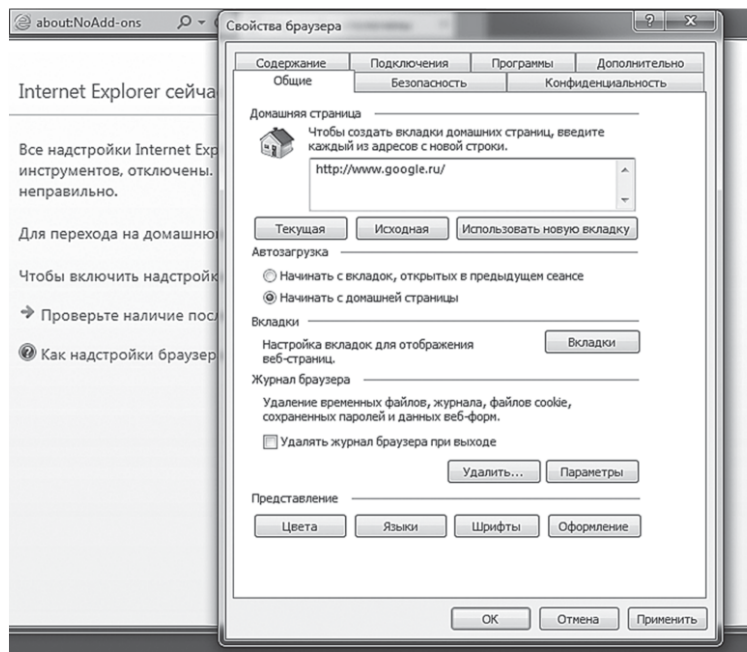 about:NoAdd-ons
Internet Explorer сейча
Все надстройки Internet Exp
инструментов, отключены.
неправильно.
Для перехода на домашню
Чтобы включить надстройк
Проверьте наличие посл
Как надстройки браузер
Свойства браузера
Содержание
Подключения
Программы
Дополнительно
Общие
Безопасность
Конфиденциальность
Домашняя страница
Чтобы создать вкладки домашних страниц, введите
каждый из адресов с новой строки.
http://www.google.ru/
Текущая
Исходная
Использовать новую вкладку
Автозагрузка
Начинать с вкладок, открытых в предыдущем сеансе
Начинать с домашней страницы
Вкладки
Настройка вкладок для отображения
веб-страниц.
Вкладки
Журнал браузера
Удаление временных файлов, журнала, файлов cookie,
сохраненных паролей и данных веб-форм.
Удалять журнал браузера при выходе
Удалить...
Параметры
Представление
Цвета
Языки
Шрифты
Оформление
ОК
Отмена
Применить